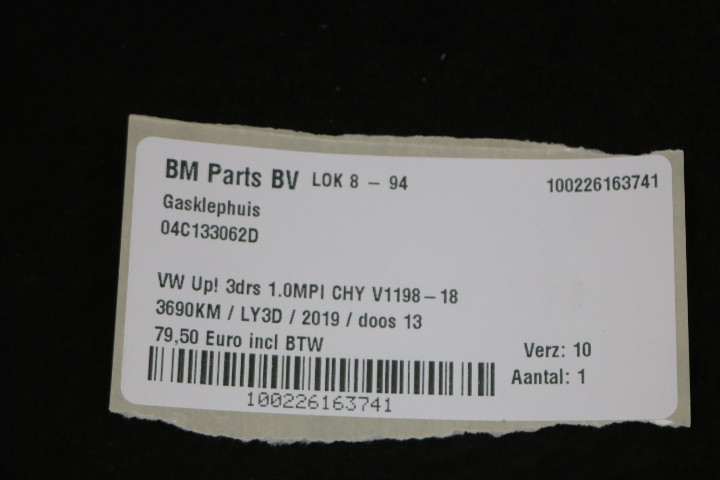 BM Parts BV LOK 8 - 94 100226163741
Gasklephuis
04C133062D
VW Up! 3drs 1.0MPI CHY V1198-18
3690KM / LY3D / 2019 / doos 13
79,50 Euro incl BTW
Verz: 10
Aantal: 1
100226163741